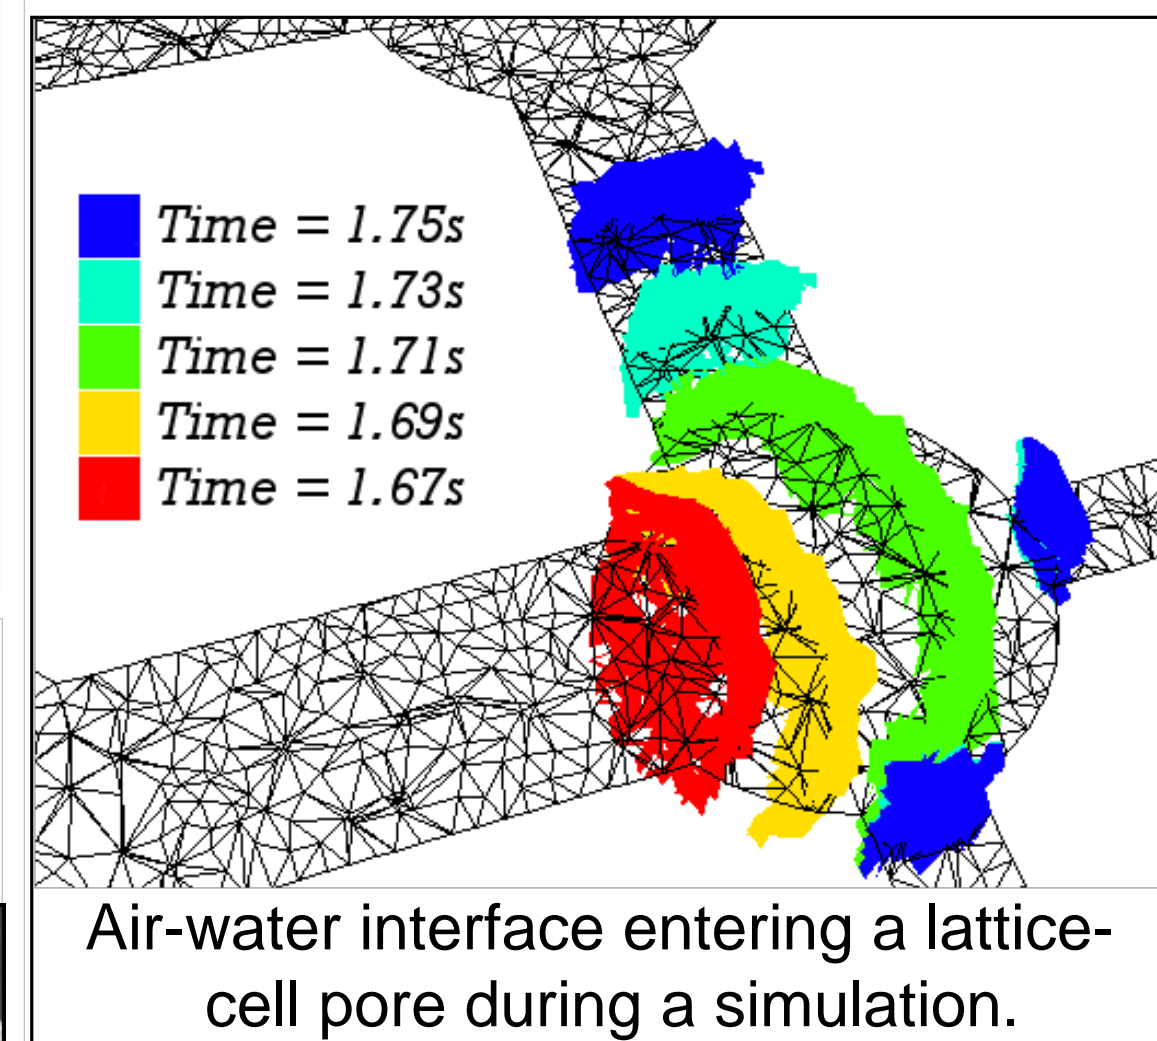 Time = 1.75s
Time = 1.73s
Time = 1.71s
Time = 1.69s
Time = 1.67s
Air-water interface entering a lattice-
cell pore during a simulation.